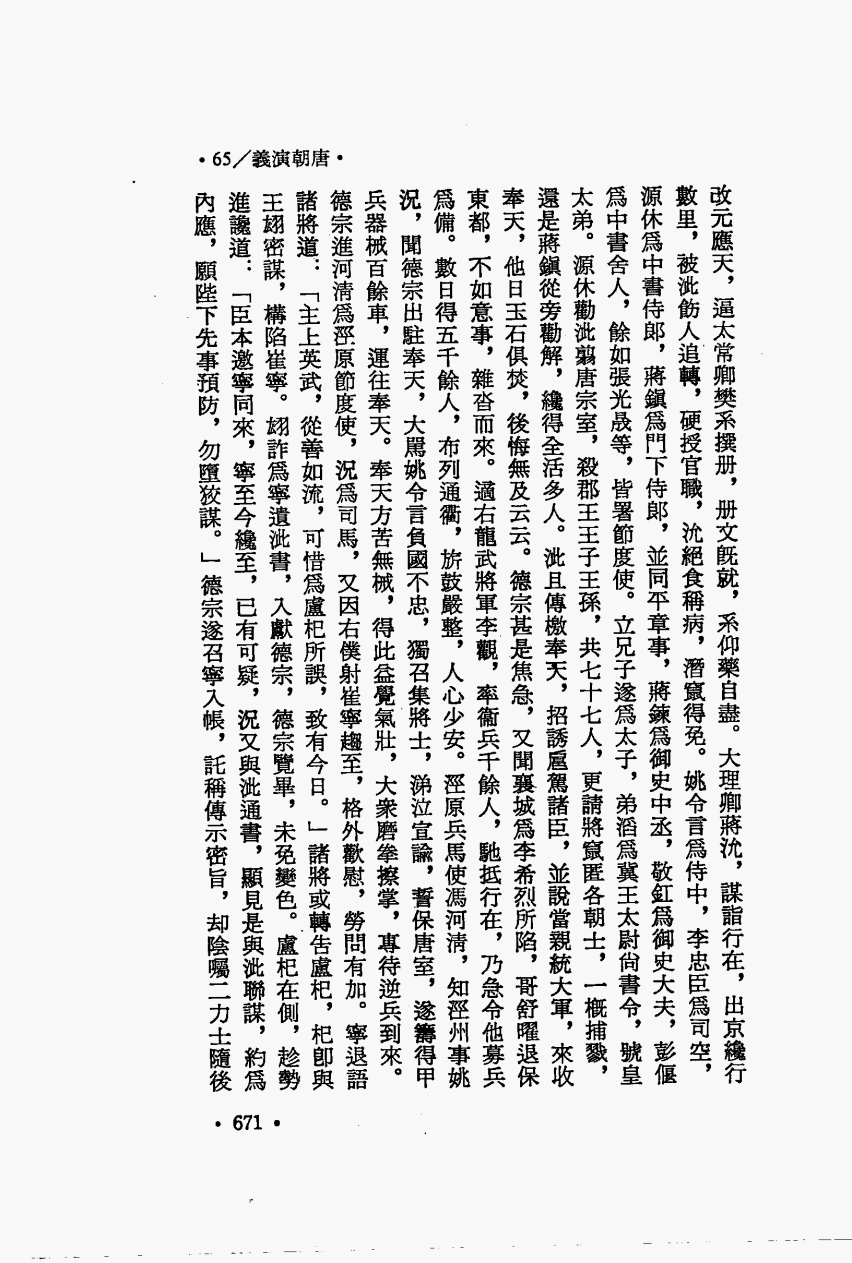 •65／義演朝唐•
改元應天，逼太常卿樊系撰册，册文旣就，系仰藥自盡。大理卿蔣沇，謀詣行在，出京纔行
數里，被泚飭人追轉，硬授官職，沇絕食稱病，潛竄得免。姚令言爲侍中，李忠臣爲司空，
源休爲中書侍郎，蔣鎭爲門下侍郎，並同平章事，蔣鍊爲御史中丞，敬釭爲御史大夫，彭偃
爲中書舍人，餘如張光晟等，皆署節度使。立兄子遂爲太子，弟滔爲冀王太尉尙書令，號皇
太弟。源休勸泚翦唐宗室，殺郡王王子王孫，共七十七人，更請將竄匿各朝士，一概捕戮，
還是蔣鎭從旁勸解，纔得全活多人。泚且傳檄奉天，招誘扈駕諸臣，並說當親統大軍，來收
奉天，他日玉石俱焚，後悔無及云云。德宗甚是焦急，又聞襄城爲李希烈所陷，哥舒曜退保
東都，不如意事，雜沓而來。適右龍武將軍李觀，率衞兵千餘人，馳抵行在，乃急令他募兵
爲備。數日得五千餘人，布列通衢，旂鼓嚴整，人心少安。涇原兵馬使馮河淸，知涇州事姚
況，聞德宗出駐奉天，大駡姚令言負國不忠，獨召集將士，涕泣宣諭，誓保唐室，遂籌得甲
兵器械百餘車，運往奉天。奉天方苦無械，得此益覺氣壯，大衆磨拳擦掌，專待逆兵到來。
德宗進河淸爲涇原節度使，況爲司馬，又因右僕射崔寧趨至，格外歡慰，勞問有加。寧退語
諸將道：「主上英武，從善如流，可惜爲盧杞所誤，致有今日。」諸將或轉告盧杞，杞卽與
王翃密謀，構陷崔寧。翃詐爲寧遺泚書，入獻德宗，德宗覽畢，未免變色。盧杞在側，趁勢
進讒道：「臣本邀寧同來，寧至今纔至，已有可疑，況又與泚通書，顯見是與泚聯謀，約爲
內應，願陛下先事預防，勿墮狡謀。」德宗遂召寧入帳，託稱傳示密旨，却陰囑二力士隨後
•671•